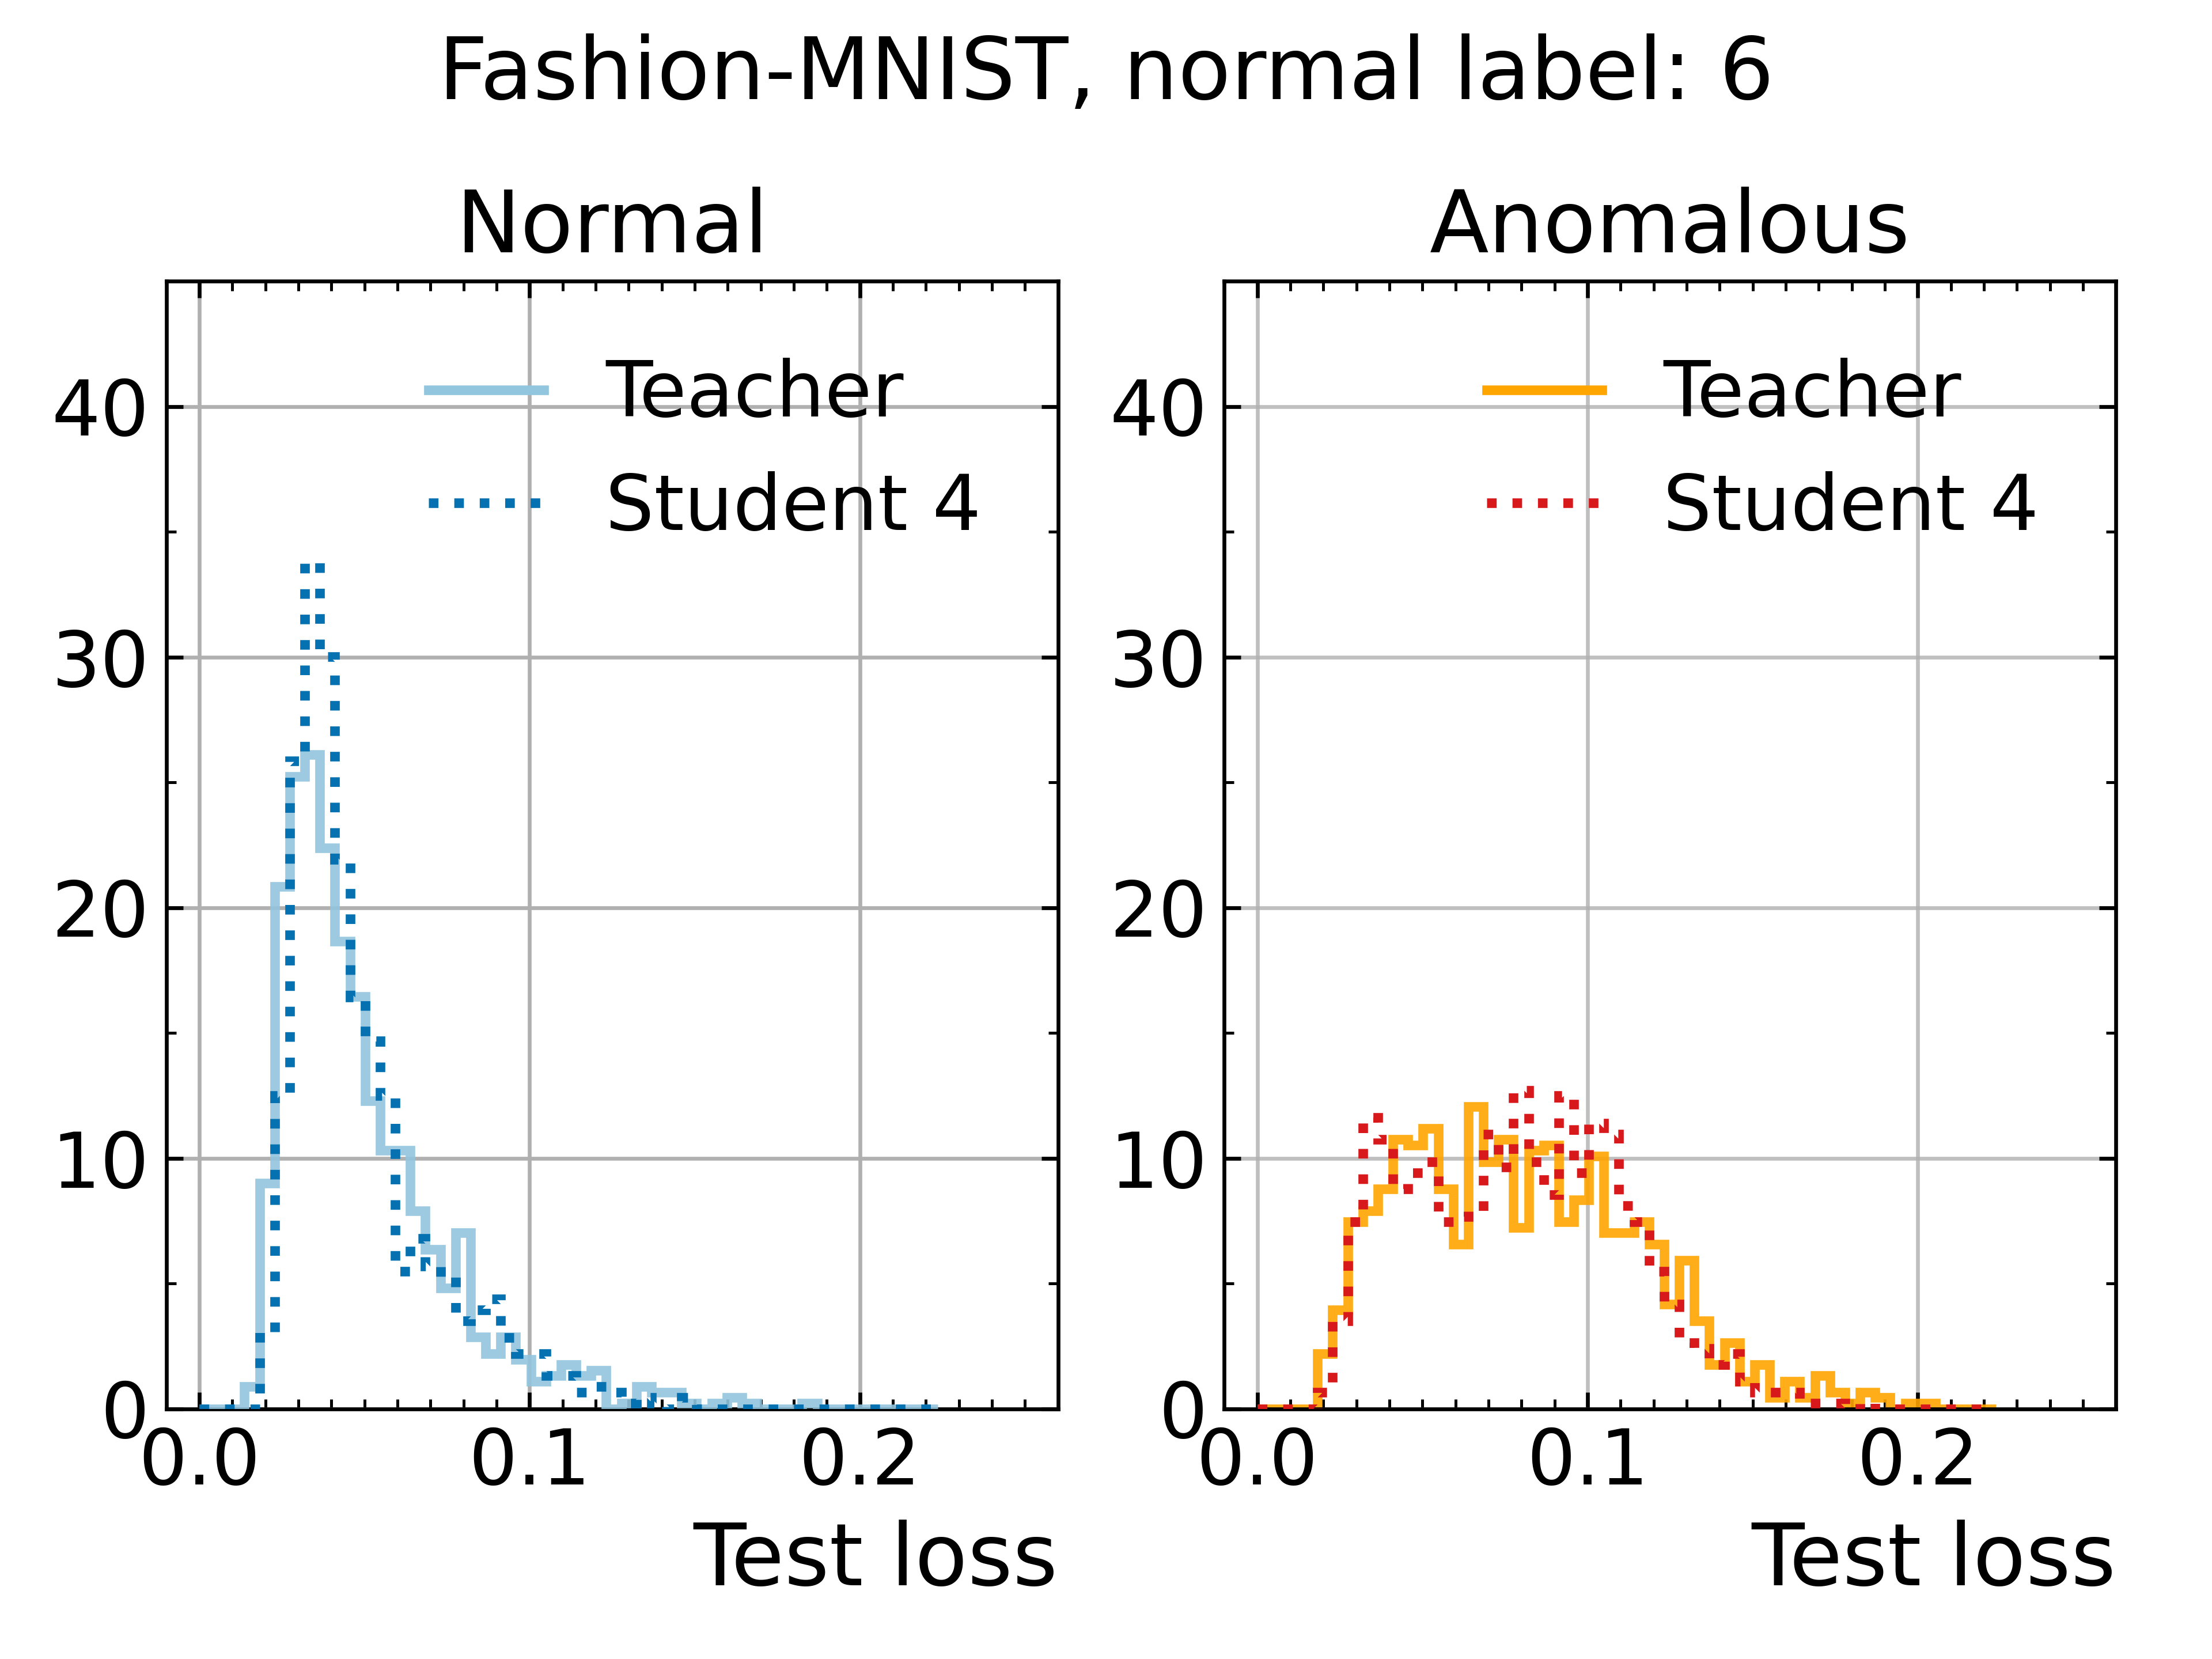 Fashion-MNIST, normal label: 6
Normal
40
30
20
10
0
Teacher
Student 4
0.0 0.1 0.2
Test loss
Anomalous
40
30
20
10
0
Teacher
Student 4
0.0 0.1 0.2
Test loss